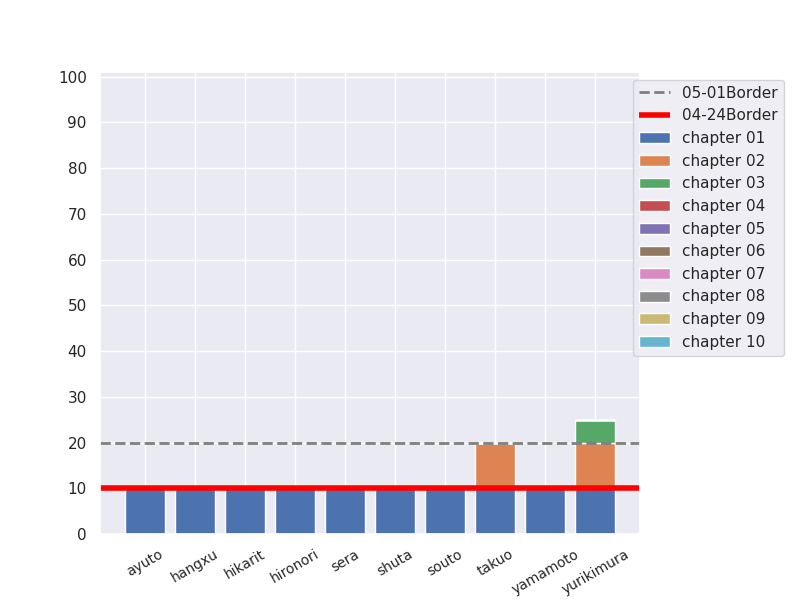 100
90
80
70
60
50
40
30
20
10
0
ayuto
hangxu
hikarit
hironori
sera
shuta
souto
takuo
yamamoto
yurikimura
05-01Border
04-24Border
chapter 01
chapter 02
chapter 03
chapter 04
chapter 05
chapter 06
chapter 07
chapter 08
chapter 09
chapter 10